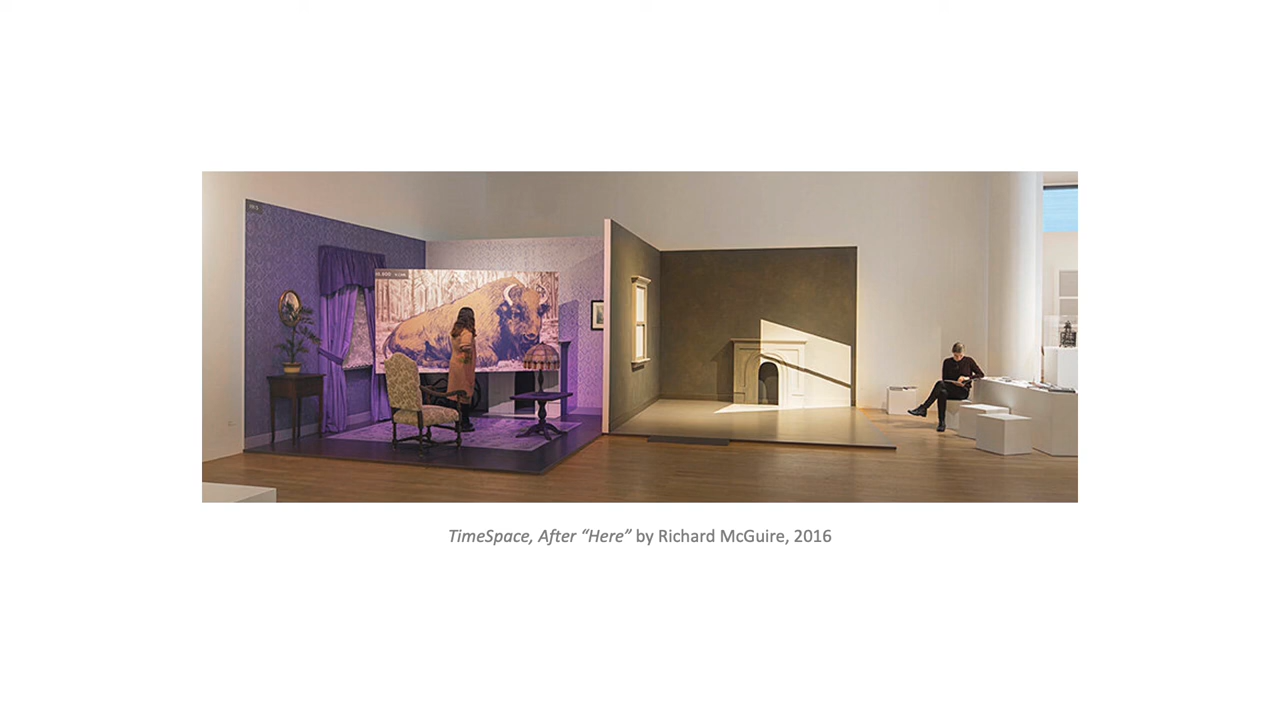 TimeSpace, After “Here” by Richard McGuire, 2016